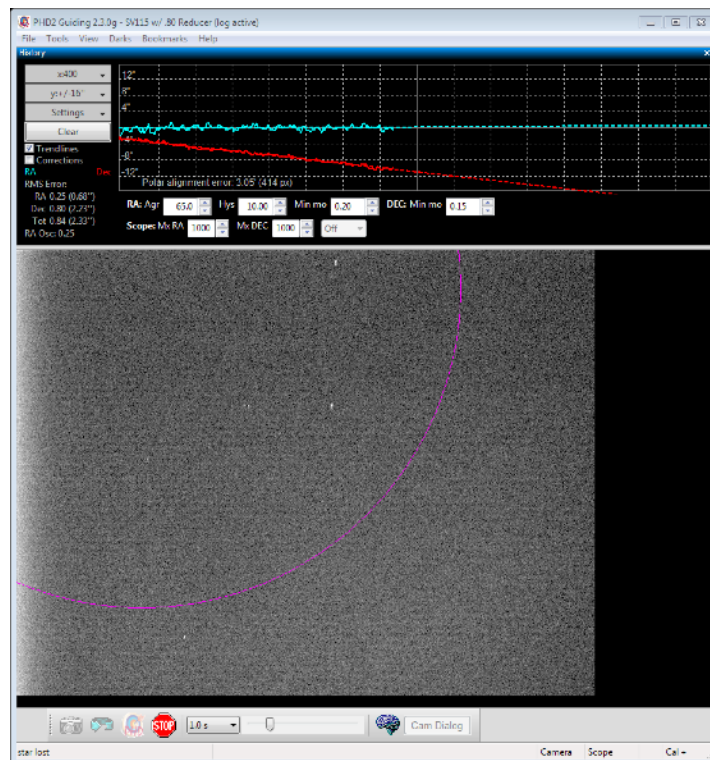 PHD2 Guiding 2.3.0g - SV115 w/ .80 Reducer (log active)
File Tools View Darks Bookmarks Help
History
x:400
12"
y:+/-16"
8"
Settings
4"
Clear
-4"
Trendlines
-8"
Corrections
RA Dec
-12"
Polar alignment error: 3.05' (414 px)
RMS Error:
RA 0.25 (0.68")
Dec 0.80 (2.23")
Tot 0.84 (2.33")
RA Osc: 0.25
RA: Agr 65.0 Hys 10.00 Min mo 0.20 DEC: Min mo 0.15
Scope: Mx RA 1000 Mx DEC 1000 Off
STOP 1.0 s Cam Dialog
star lost Camera Scope Cal -